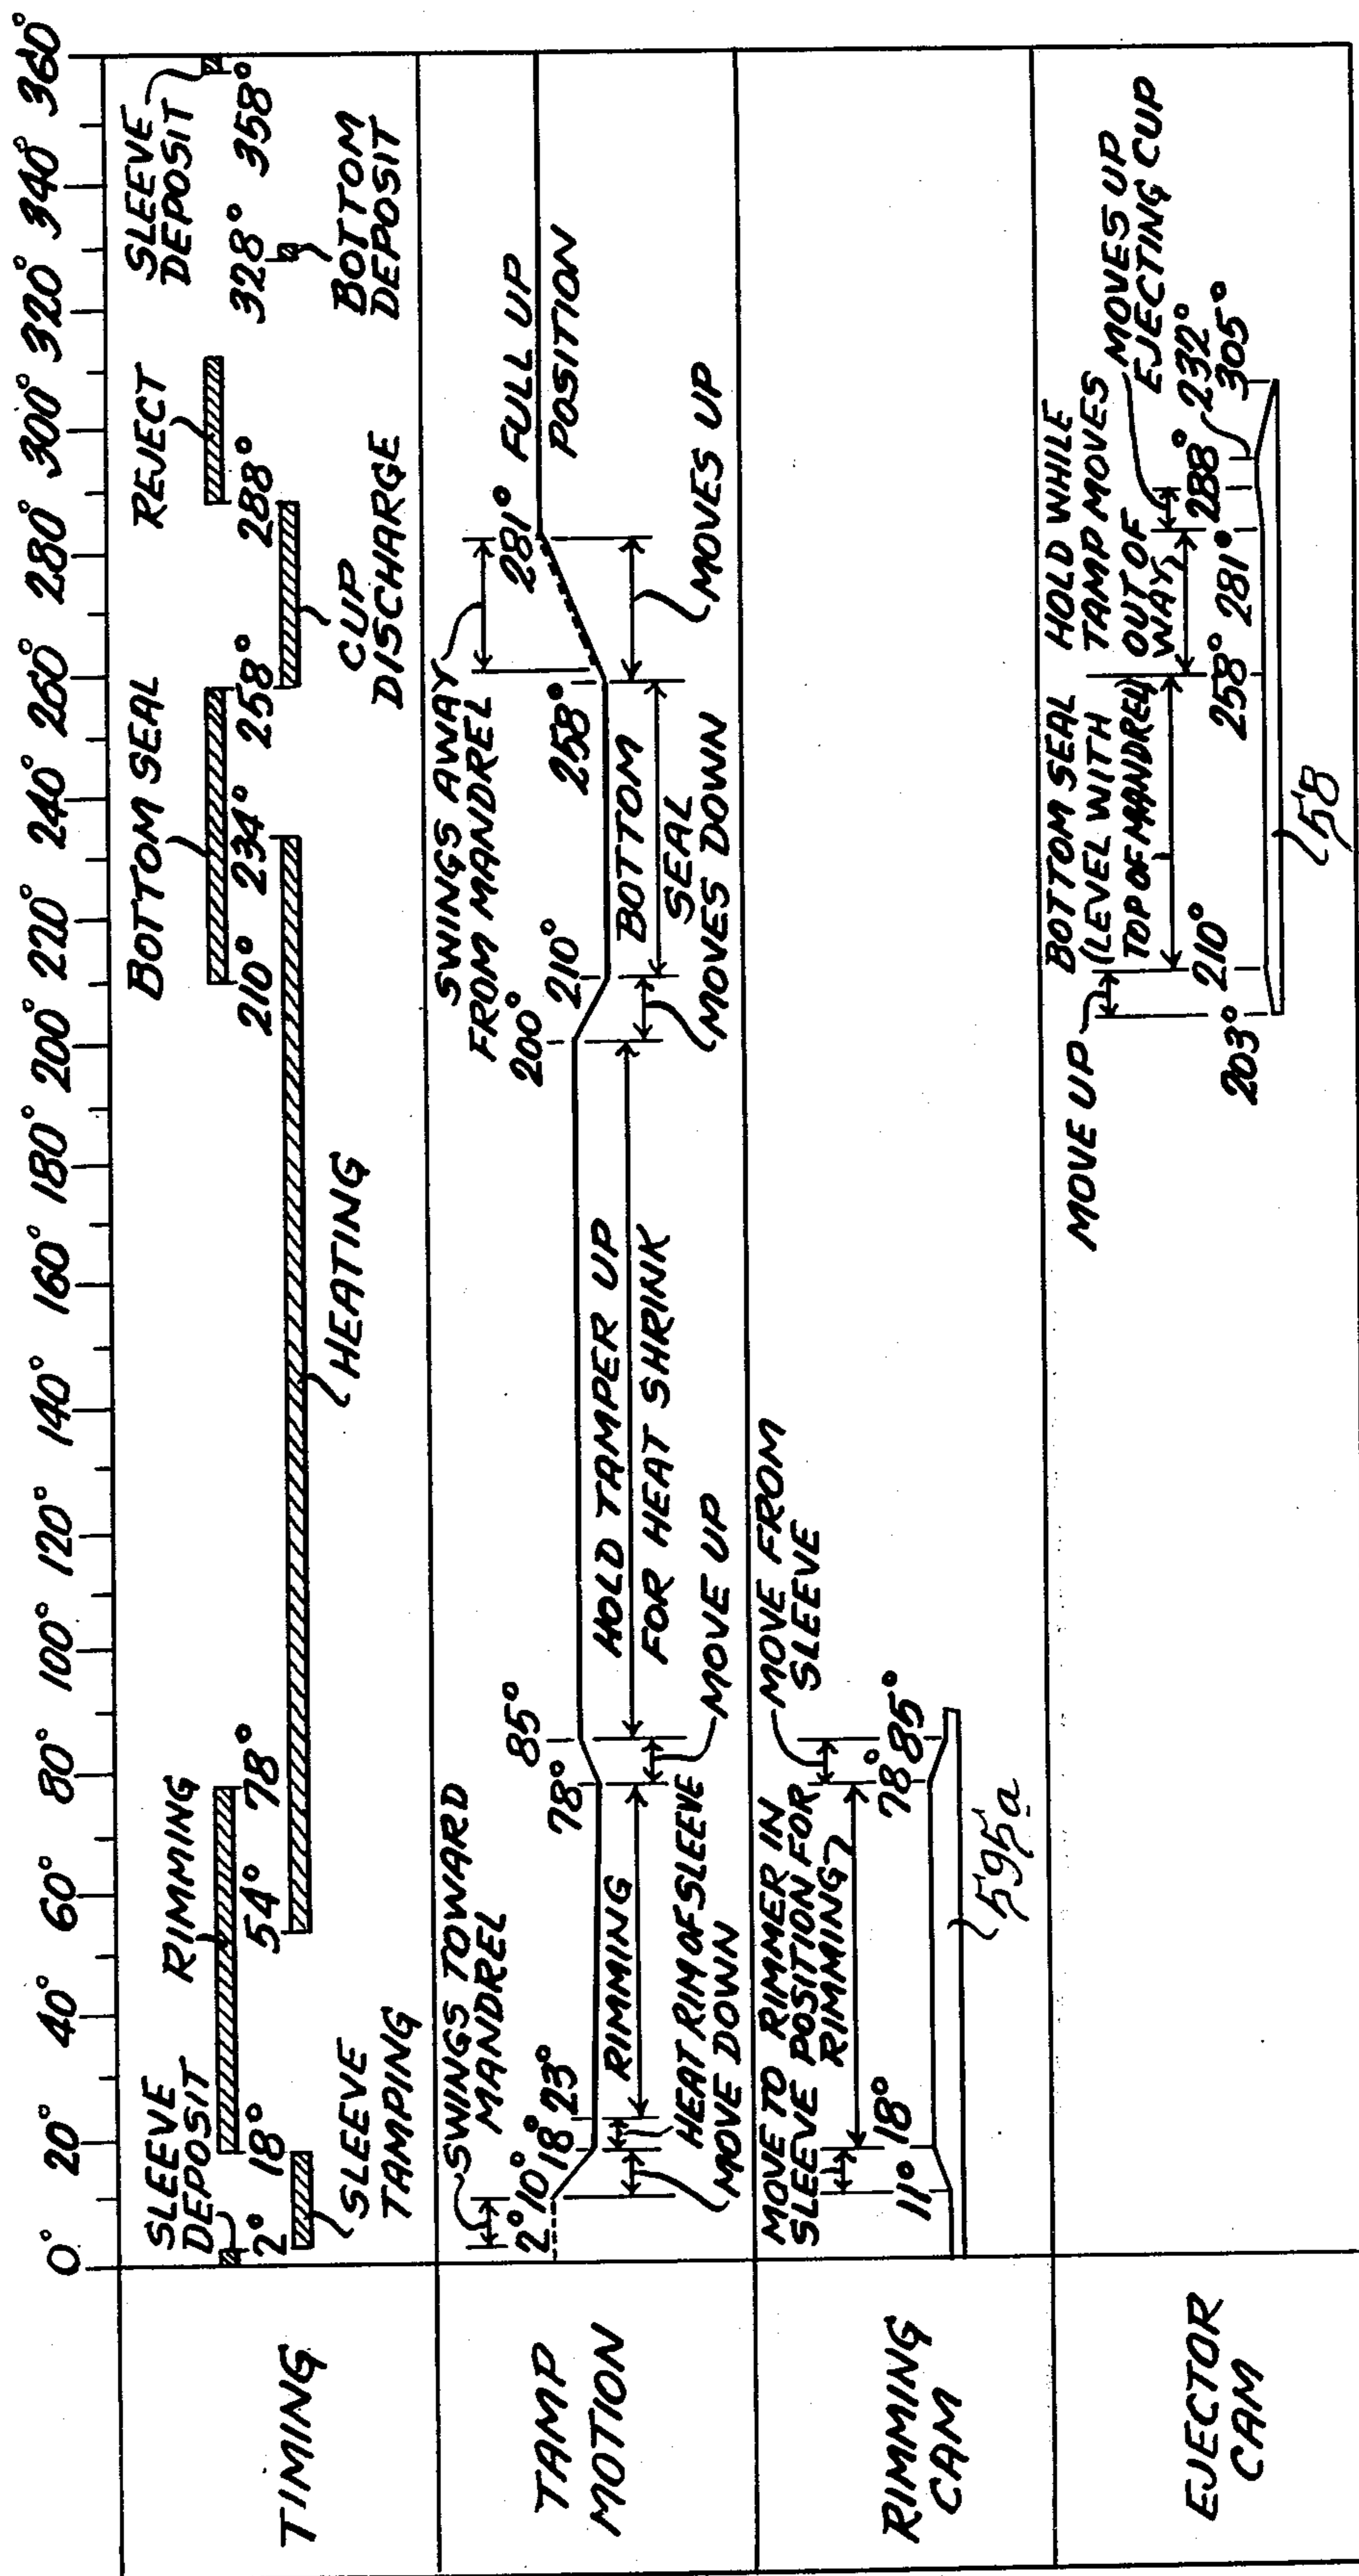 0° 20° 40° 60° 80° 100° 120° 140° 160° 180° 200° 220° 240° 260° 280° 300° 320° 340° 360°
TIMING
SLEEVE
DEPOSIT
2°
18°
SLEEVE
TAMPING
RIMMING
54° 78°
HEATING
BOTTOM SEAL
210° 234° 258°
CUP
DISCHARGE
288°
REJECT
328°
BOTTOM
DEPOSIT
SLEEVE
DEPOSIT
358°
TAMP
MOTION
SWINGS TOWARD
MANDREL
2° 10° 18° 23°
RIMMING
HEAT RIM OF SLEEVE
MOVE DOWN
78° 85°
MOVE UP
HOLD TAMPER UP
FOR HEAT SHRINK
SWINGS AWAY
FROM MANDREL
200° 210°
BOTTOM
SEAL
MOVES DOWN
258°
281°
MOVES UP
FULL UP
POSITION
RIMMING
CAM
MOVE TO
SLEEVE
11° 18°
RIMMER IN
POSITION FOR
RIMMING
MOVE FROM
SLEEVE
78° 85°
595a
EJECTOR
CAM
MOVE UP
203° 210°
BOTTOM SEAL
(LEVEL WITH
TOP OF MANDREL)
258° 281° 288°
HOLD WHILE
TAMP MOVES
OUT OF
WAY
MOVES UP
EJECTING CUP
232°
305°
58